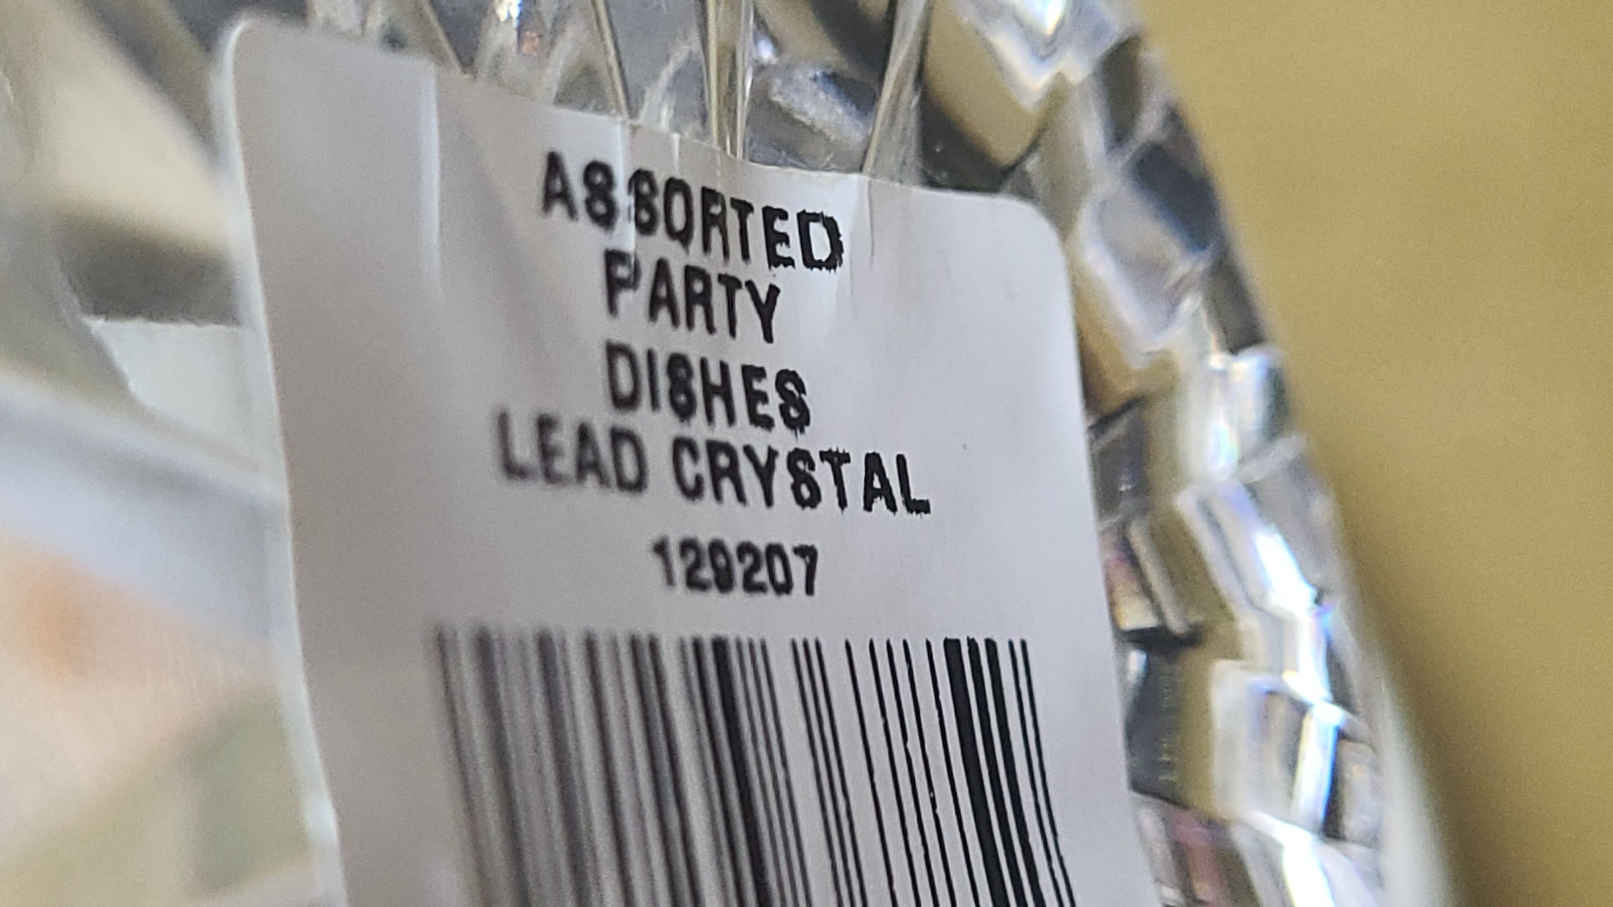 ASSORTED
PARTY
DISHES
LEAD CRYSTAL
129207